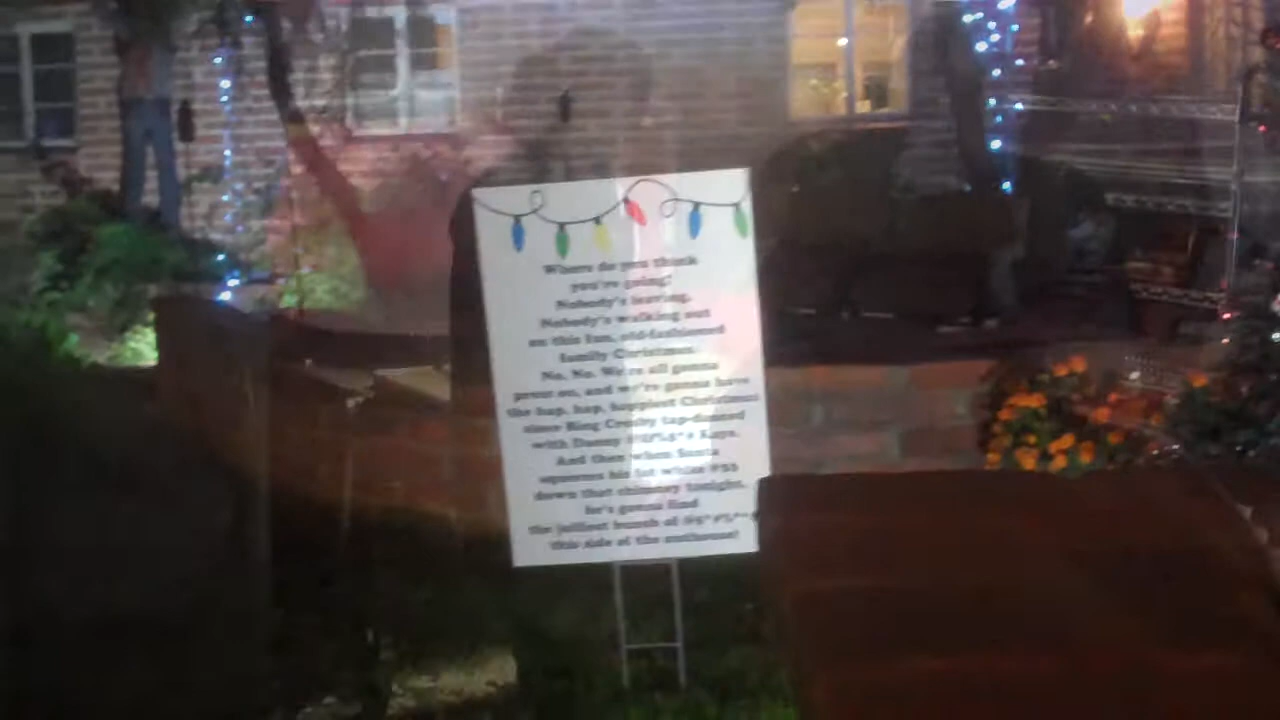 Where do you think
you're going?
Nobody's leaving.
Nobody's walking out
on this fun, old-fashioned
family Christmas.
No, No. We're all gonna
press on, and we're gonna have
the hap, hap, happiest Christmas
since Bing Crosby tap-danced
with Danny Kaye.
And then when Santa
squeezes his fat white
down that chimney tonight,
he's gonna find
the jolliest bunch of
this side of the nuthouse!